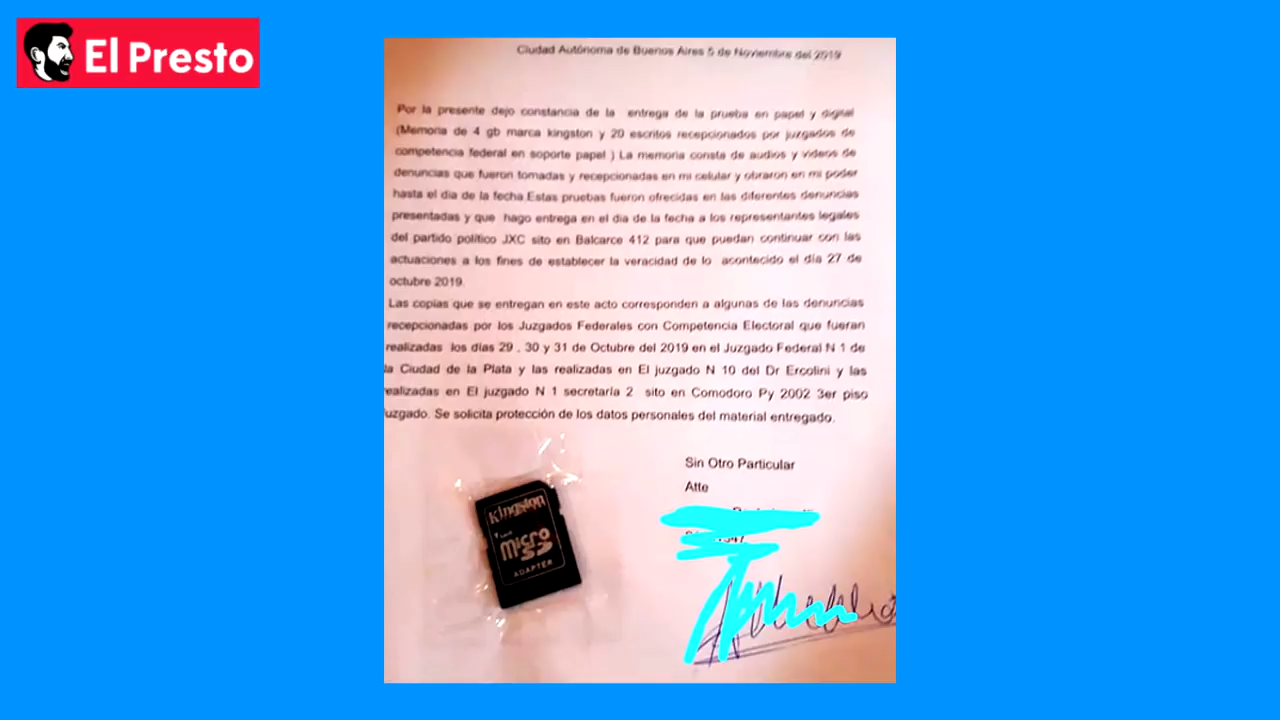 El Presto
Ciudad Autónoma de Buenos Aires 5 de Noviembre del 2019
Por la presente dejo constancia de la entrega de la prueba en papel y digital
(Memoria de 4 gb marca kingston y 20 escritos recepcionados por juzgados de
competencia federal en soporte papel ) La memoria consta de audios y videos de
denuncias que fueron tomadas y recepcionadas en mi celular y obraron en mi poder
hasta el dia de la fecha.Estas pruebas fueron ofrecidas en las diferentes denuncias
presentadas y que hago entrega en el dia de la fecha a los representantes legales
del partido político JXC sito en Balcarce 412 para que puedan continuar con las
actuaciones a los fines de establecer la veracidad de lo acontecido el día 27 de
octubre 2019.
Las copias que se entregan en este acto corresponden a algunas de las denuncias
recepcionadas por los Juzgados Federales con Competencia Electoral que fueran
realizadas los días 29 , 30 y 31 de Octubre del 2019 en el Juzgado Federal N 1 de
la Ciudad de la Plata y las realizadas en El juzgado N 10 del Dr Ercolini y las
ealizadas en El juzgado N 1 secretaría 2 sito en Comodoro Py 2002 3er piso
uzgado. Se solicita protección de los datos personales del material entregado.
Sin Otro Particular
Atte
Kingston
micro
SD
ADAPTER